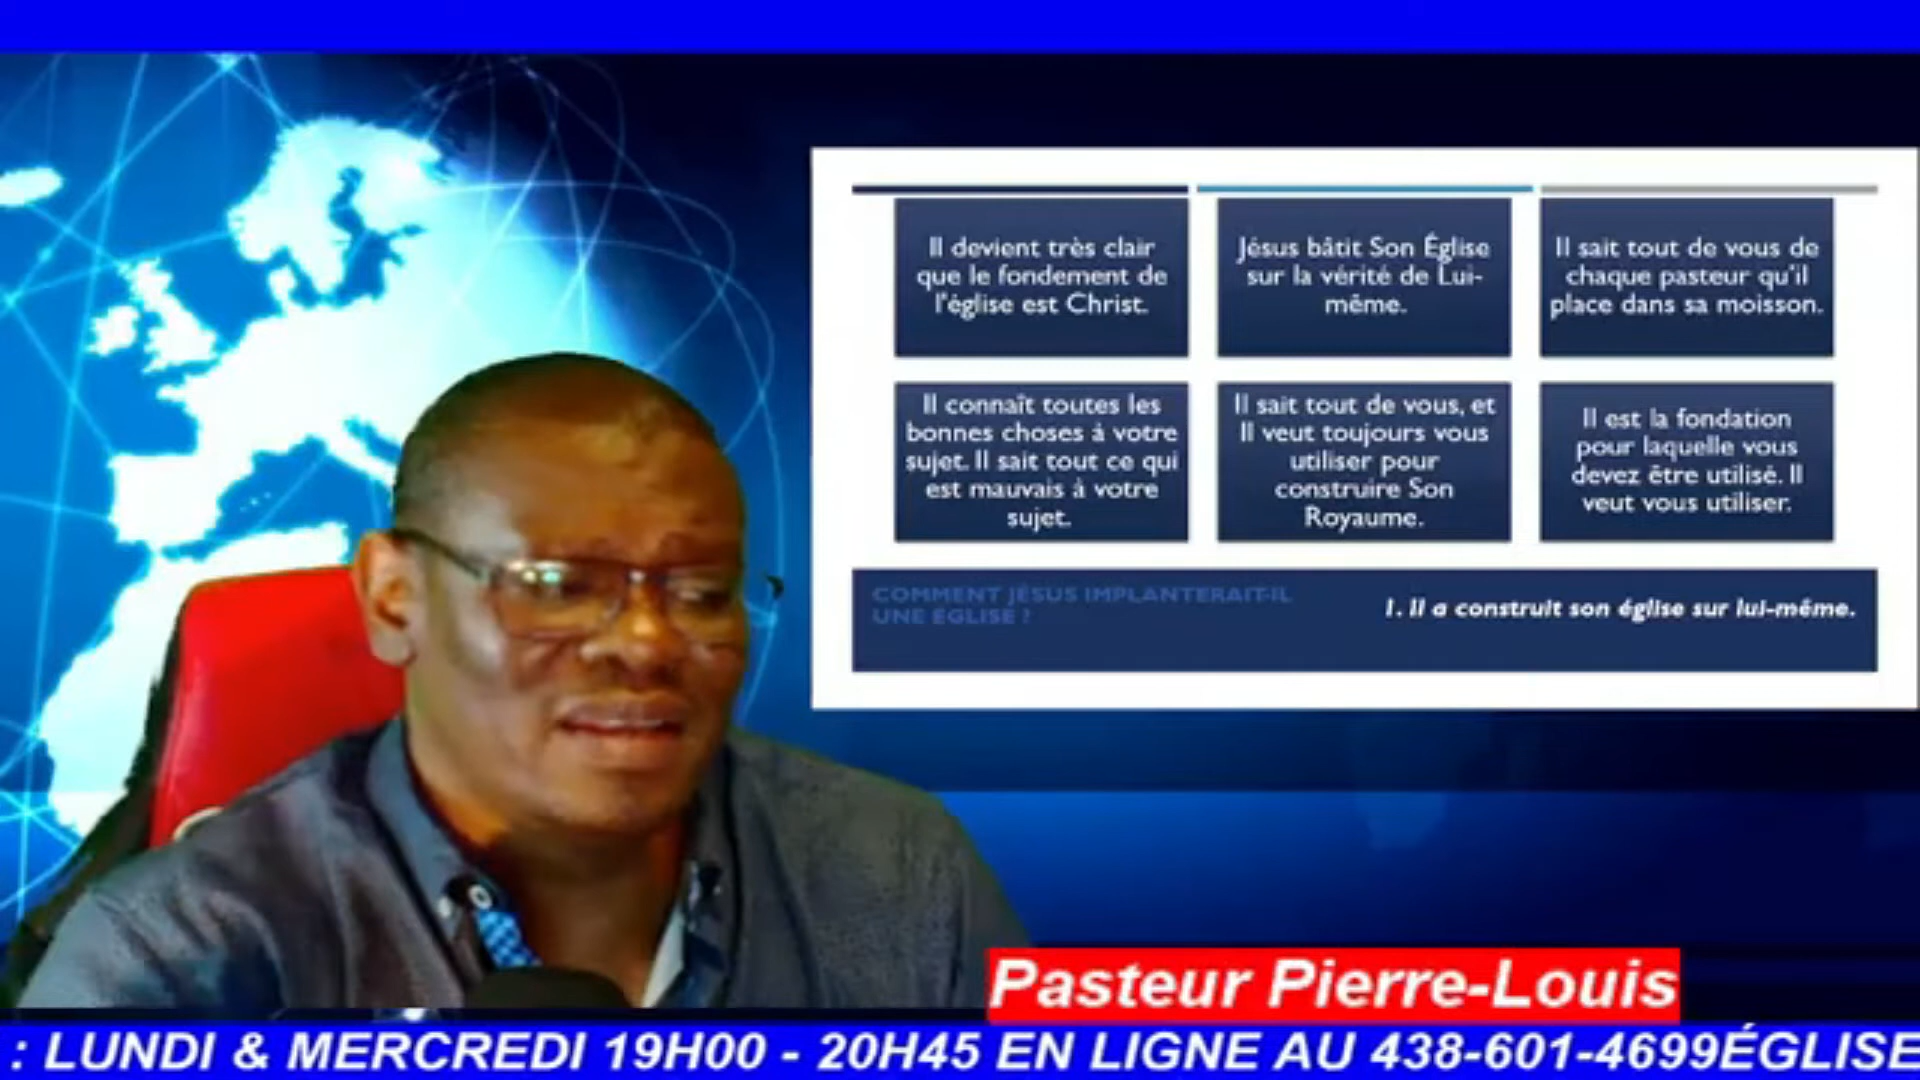 Il devient très clair
que le fondement de
l'église est Christ.
Jésus bâtit Son Église
sur la vérité de Lui-
même.
Il sait tout de vous de
chaque pasteur qu'il
place dans sa moisson.
Il connaît toutes les
bonnes choses à votre
sujet. Il sait tout ce qui
est mauvais à votre
sujet.
Il sait tout de vous, et
Il veut toujours vous
utiliser pour
construire Son
Royaume.
Il est la fondation
pour laquelle vous
devez être utilisé. Il
veut vous utiliser.
COMMENT JÉSUS IMPLANTERAIT-IL
UNE ÉGLISE ?
1. Il a construit son église sur lui-même.
Pasteur Pierre-Louis
: LUNDI & MERCREDI 19H00 - 20H45 EN LIGNE AU 438-601-4699ÉGLISE